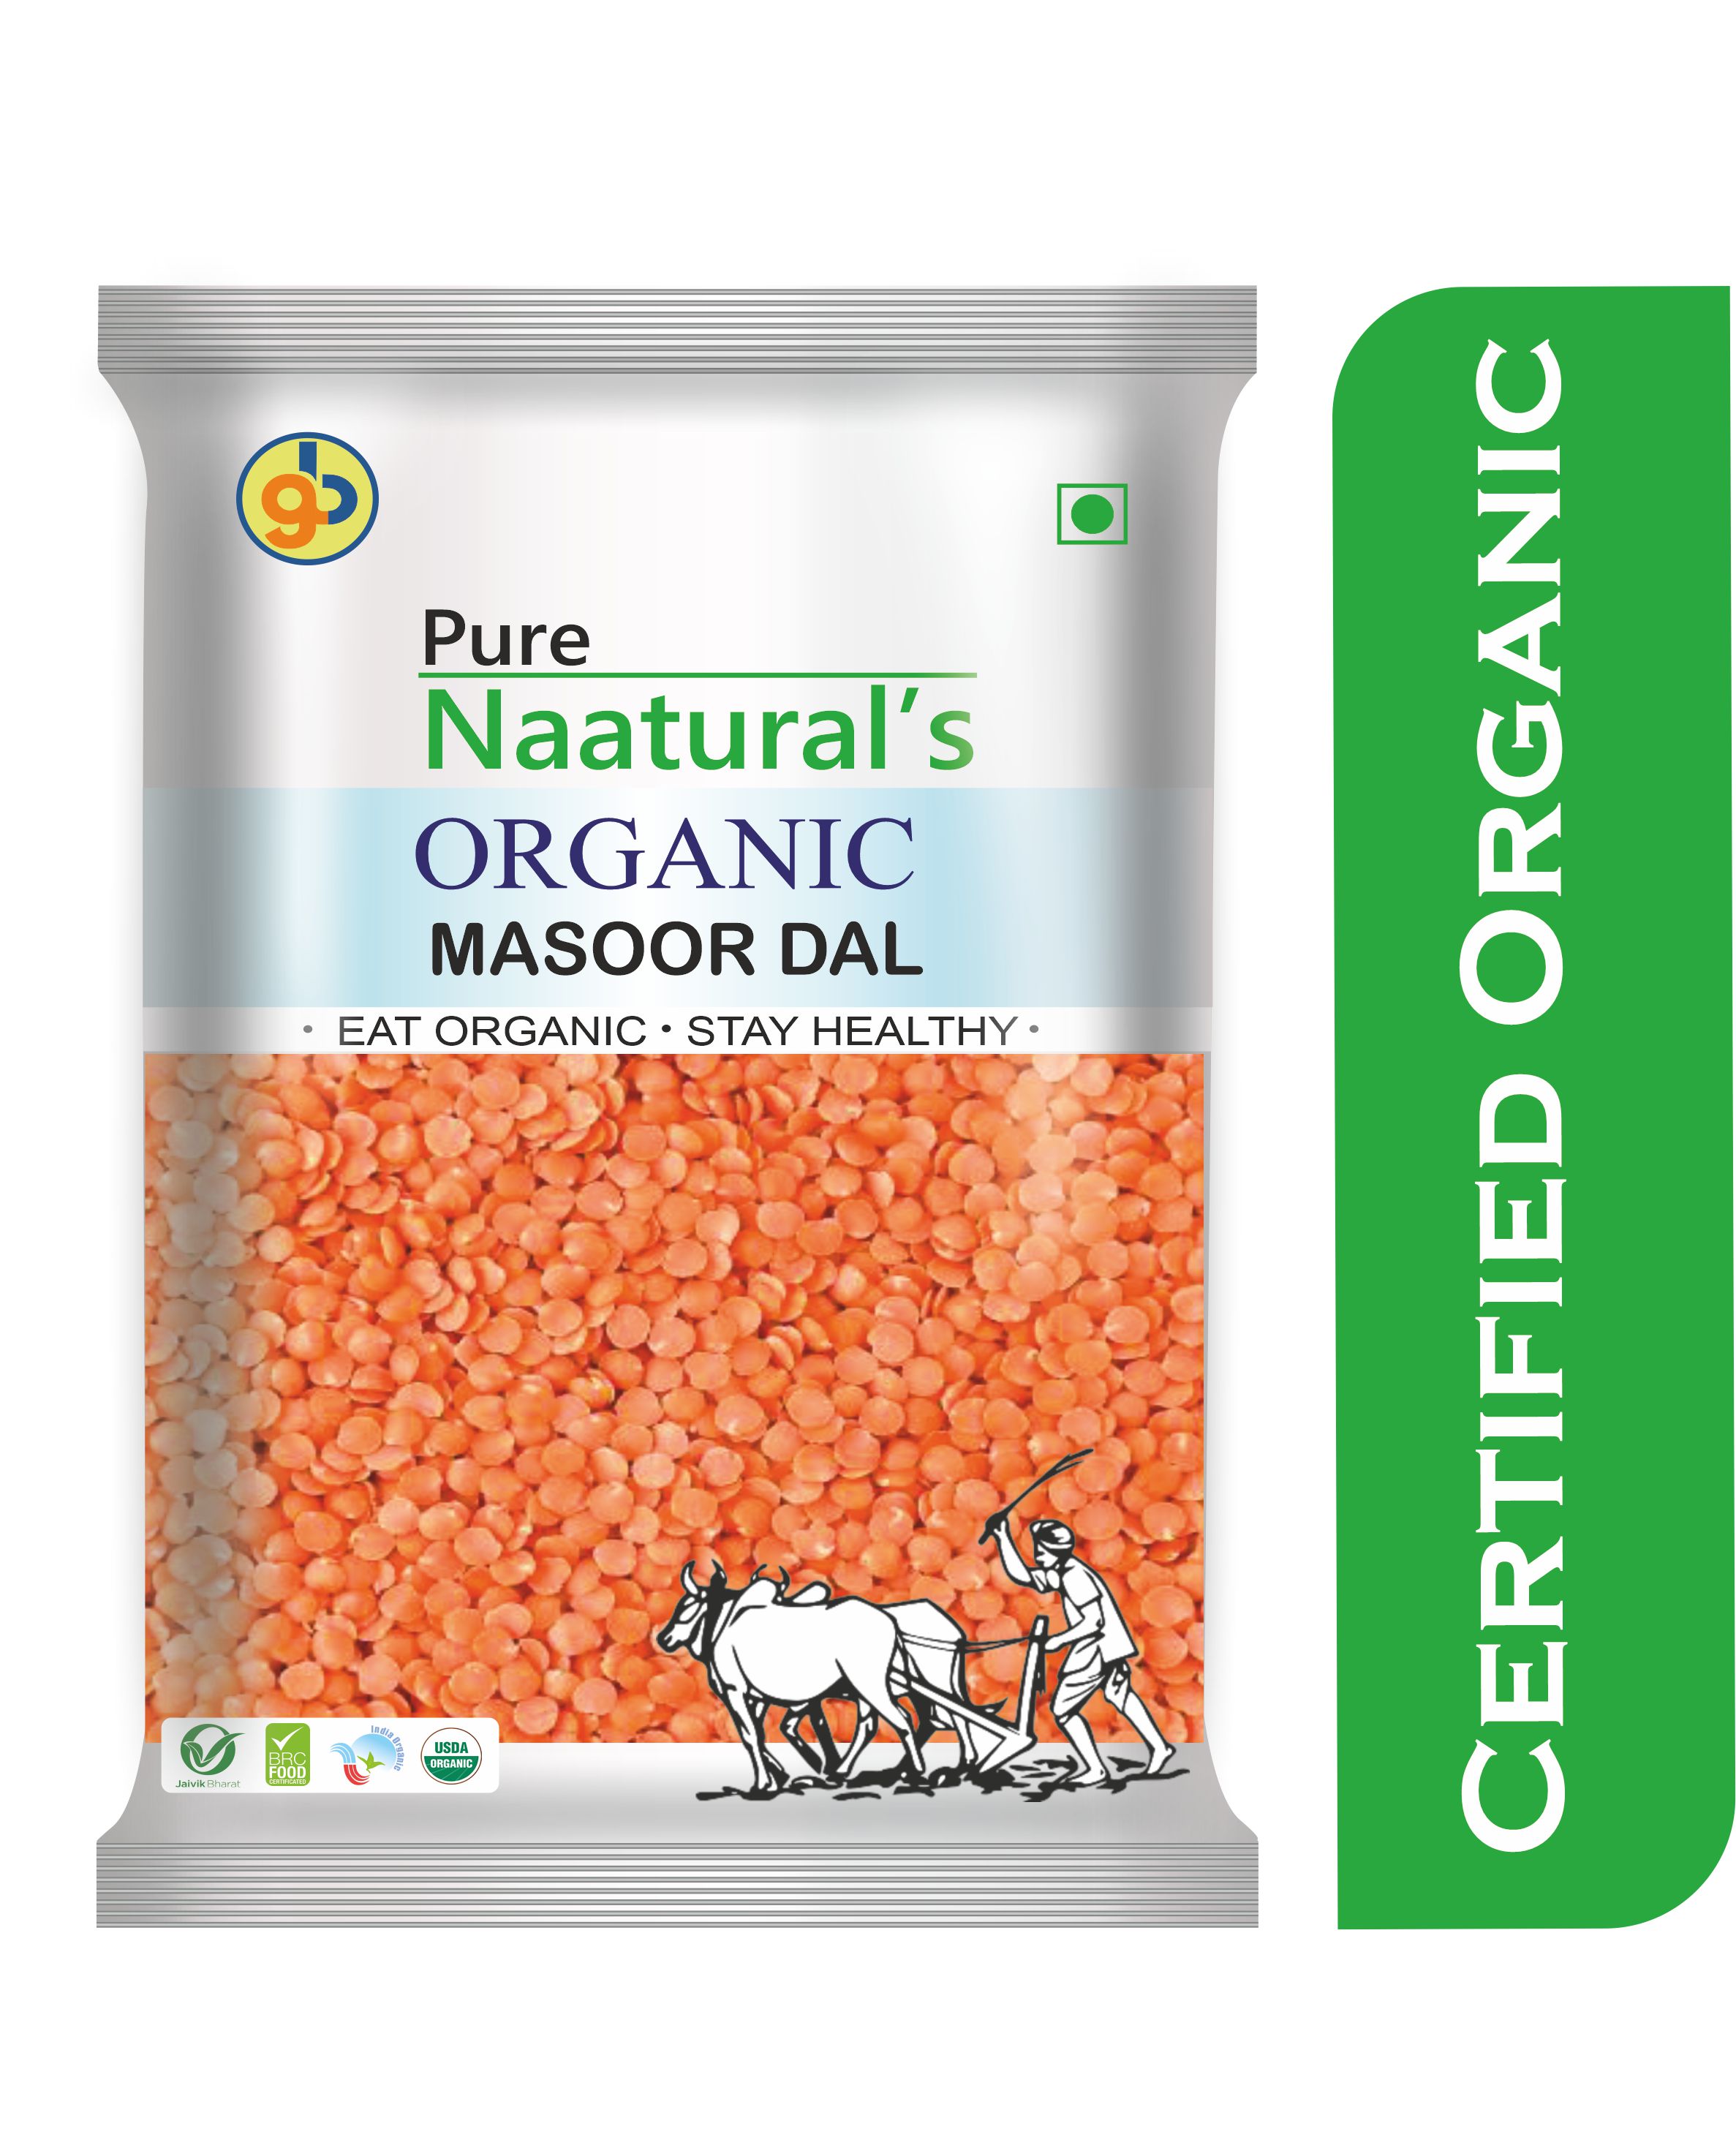 gb
Pure
Naatural's
ORGANIC
MASOOR DAL
• EAT ORGANIC • STAY HEALTHY •
Jaivik Bharat
BRC
FOOD
CERTIFICATED
India Organic
USDA
ORGANIC
CERTIFIED ORGANIC